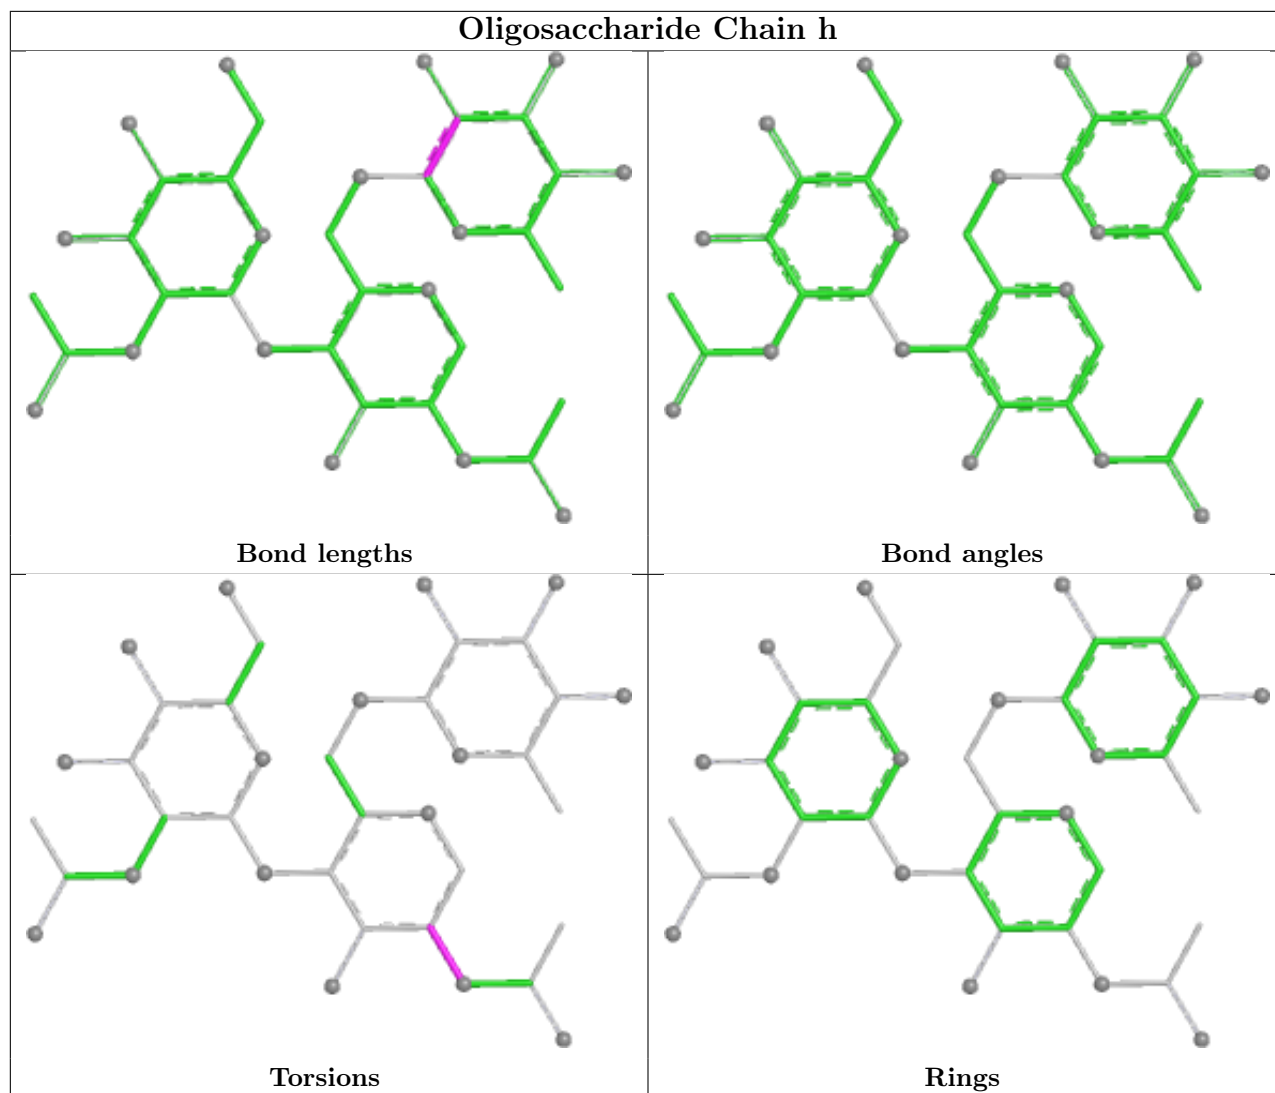 Oligosaccharide Chain h
Bond lengths
Bond angles
Torsions
Rings